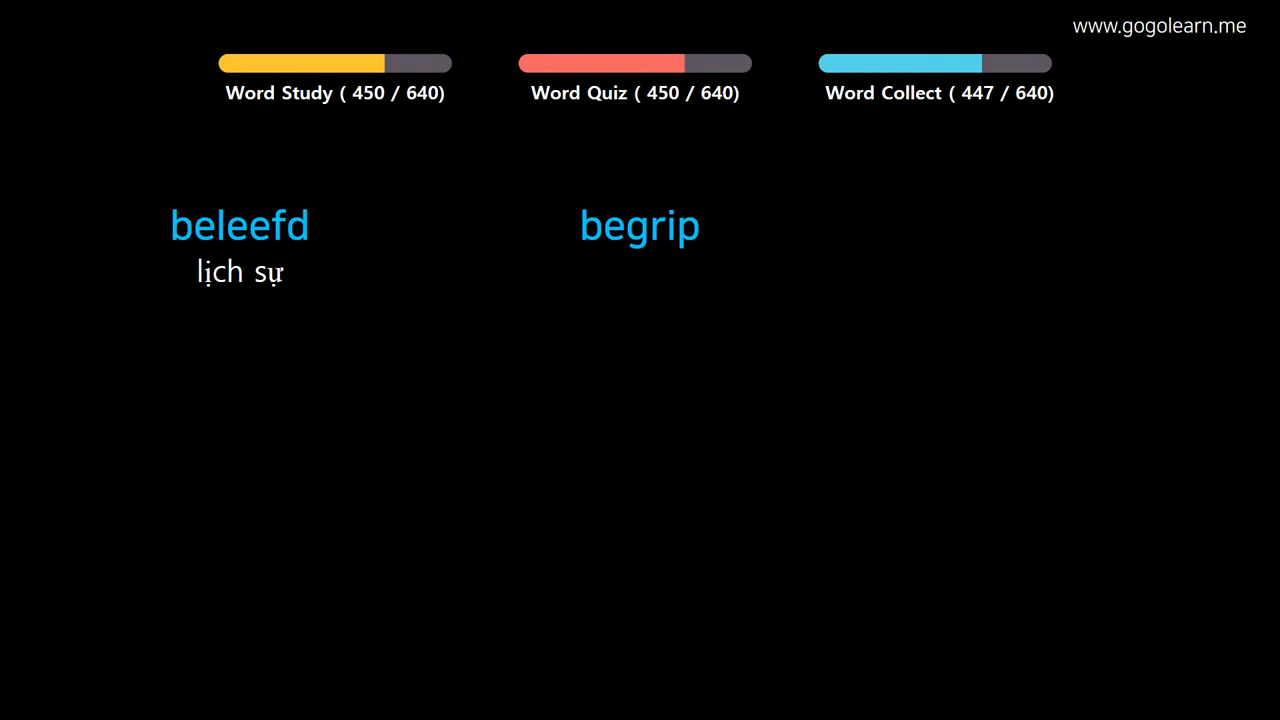 www.gogolearn.me
Word Study ( 450 / 640)
Word Quiz ( 450 / 640)
Word Collect ( 447 / 640)
beleefd
lịch sự
begrip